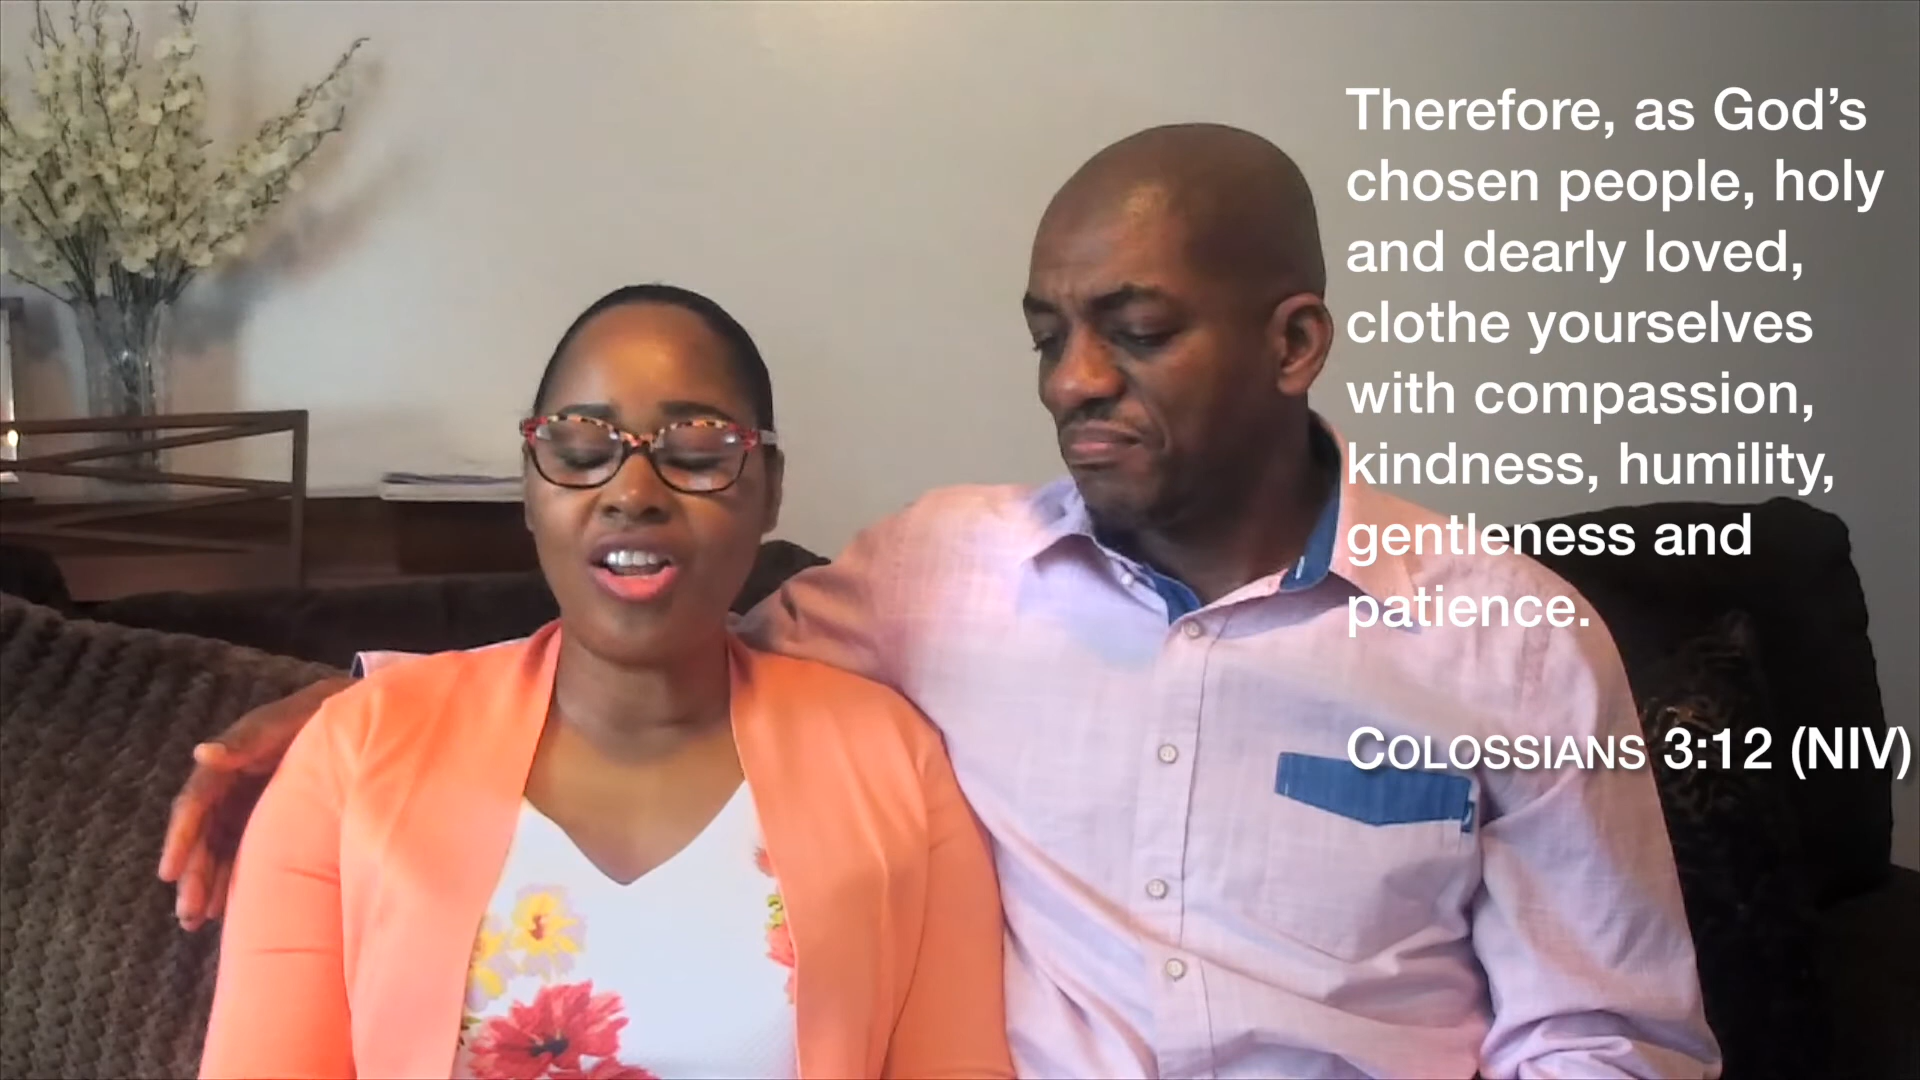 Therefore, as God’s
chosen people, holy
and dearly loved,
clothe yourselves
with compassion,
kindness, humility,
gentleness and
patience.
COLOSSIANS 3:12 (NIV)